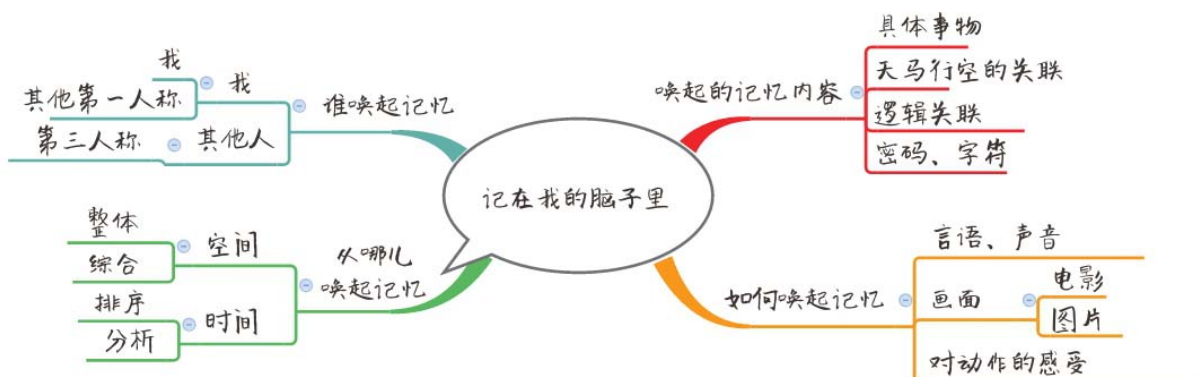 记在我的脑子里
唤起的记忆内容
具体事物
天马行空的关联
逻辑关联
密码、字符
如何唤起记忆
言语、声音
画面
电影
图片
对动作的感受
谁唤起记忆
我
我
其他第一人称
其他人
第三人称
从哪儿
唤起记忆
空间
整体
综合
时间
排序
分析